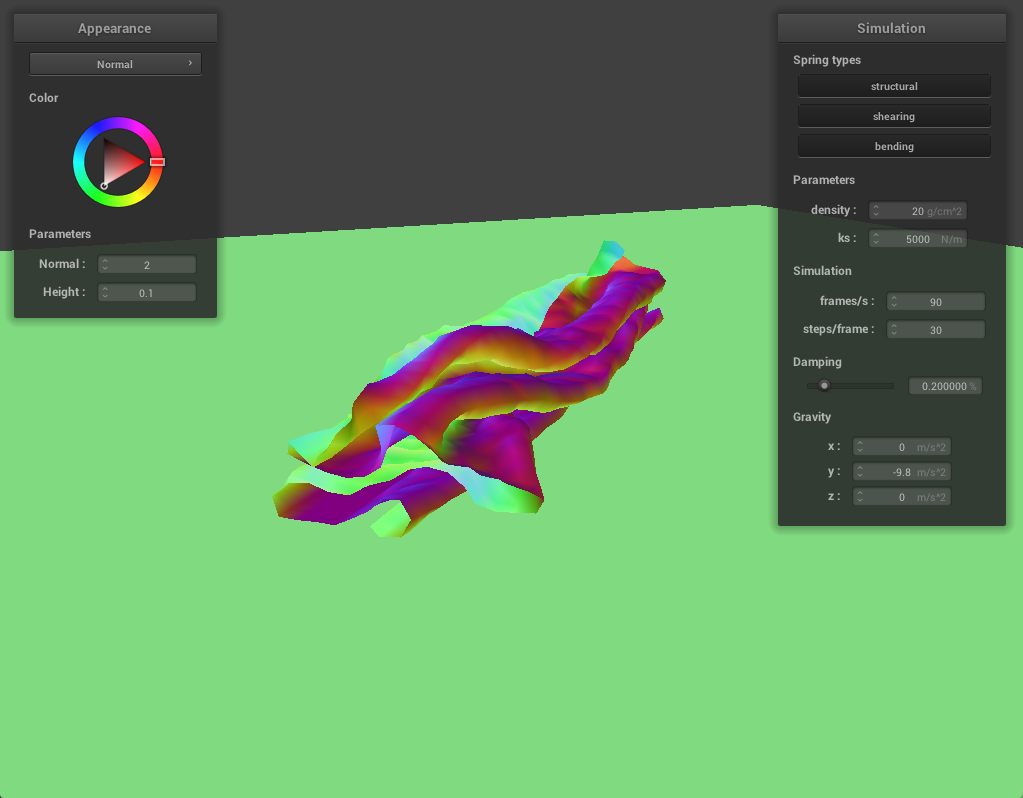 Appearance
Normal
Color
Parameters
Normal : 2
Height : 0.1
Simulation
Spring types
structural
shearing
bending
Parameters
density : 20 g/cm^2
ks : 5000 N/m
Simulation
frames/s : 90
steps/frame : 30
Damping
0.200000 %
Gravity
x : 0 m/s^2
y : -9.8 m/s^2
z : 0 m/s^2